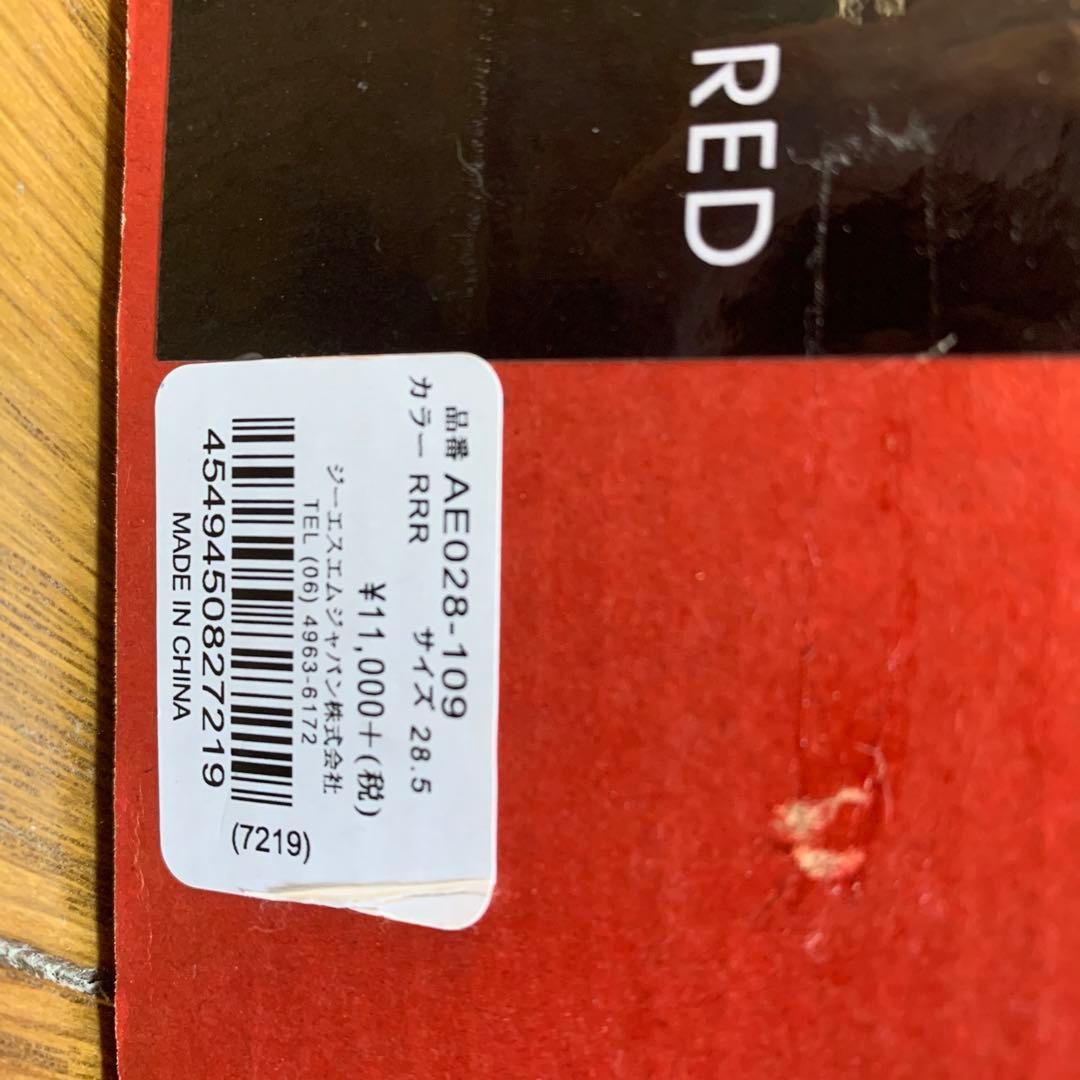 RED
品番 AE028-109
カラー RRR サイズ 28.5
¥11,000+(税)
ジーエスエムジャパン株式会社
TEL (06) 4963-6172
4549450827219
(7219)
MADE IN CHINA